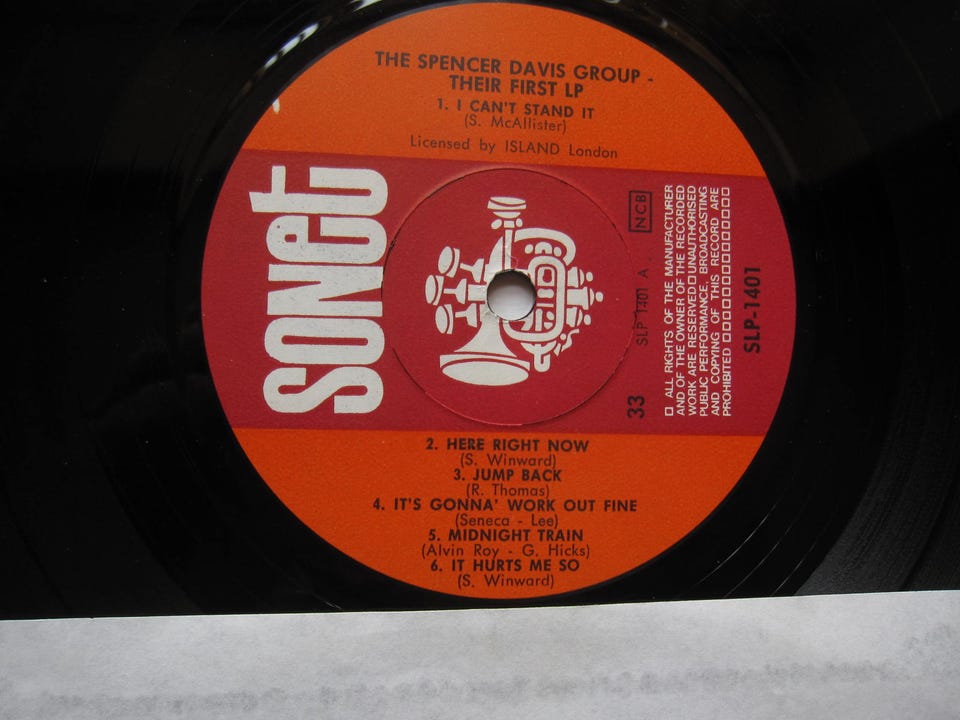 THE SPENCER DAVIS GROUP -
THEIR FIRST LP
1. I CAN'T STAND IT
(S. McAllister)
Licensed by ISLAND London
SONET
NCB
SLP 1401 A
33
□ ALL RIGHTS OF THE MANUFACTURER
AND OF THE OWNER OF THE RECORDED
WORK ARE RESERVED □ UNAUTHORISED
PUBLIC PERFORMANCE, BROADCASTING
AND COPYING OF THIS RECORD ARE
PROHIBITED □□□□□□□□□□□□□
SLP-1401
2. HERE RIGHT NOW
(S. Winward)
3. JUMP BACK
(R. Thomas)
4. IT'S GONNA' WORK OUT FINE
(Seneca - Lee)
5. MIDNIGHT TRAIN
(Alvin Roy - G. Hicks)
6. IT HURTS ME SO
(S. Winward)